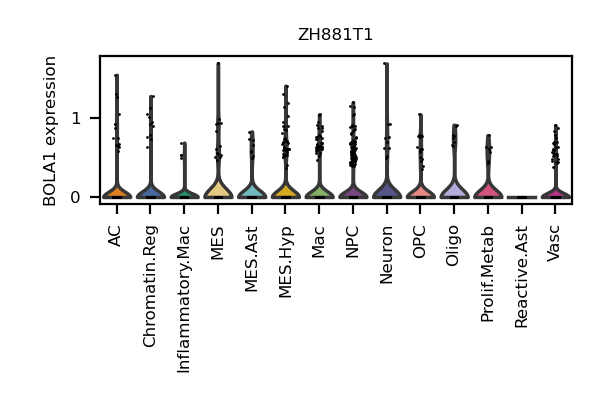 ZH881T1
BOLA1 expression
1
0
AC
Chromatin.Reg
Inflammatory.Mac
MES
MES.Ast
MES.Hyp
Mac
NPC
Neuron
OPC
Oligo
Prolif.Metab
Reactive.Ast
Vasc